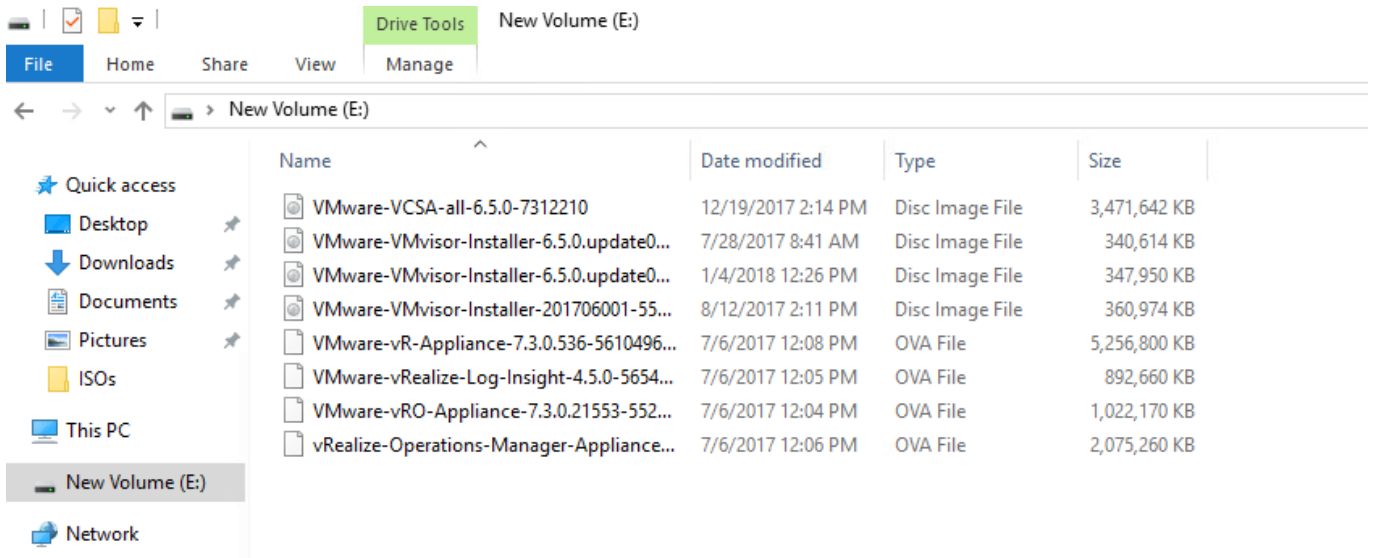 Drive Tools New Volume (E:)
File Home Share View Manage
New Volume (E:)
Name Date modified Type Size
Quick access
Desktop
Downloads
Documents
Pictures
ISOs
This PC
New Volume (E:)
Network
VMware-VCSA-all-6.5.0-7312210 12/19/2017 2:14 PM Disc Image File 3,471,642 KB
VMware-VMvisor-Installer-6.5.0.update0... 7/28/2017 8:41 AM Disc Image File 340,614 KB
VMware-VMvisor-Installer-6.5.0.update0... 1/4/2018 12:26 PM Disc Image File 347,950 KB
VMware-VMvisor-Installer-201706001-55... 8/12/2017 2:11 PM Disc Image File 360,974 KB
VMware-vR-Appliance-7.3.0.536-5610496... 7/6/2017 12:08 PM OVA File 5,256,800 KB
VMware-vRealize-Log-Insight-4.5.0-5654... 7/6/2017 12:05 PM OVA File 892,660 KB
VMware-vRO-Appliance-7.3.0.21553-552... 7/6/2017 12:04 PM OVA File 1,022,170 KB
vRealize-Operations-Manager-Appliance... 7/6/2017 12:06 PM OVA File 2,075,260 KB